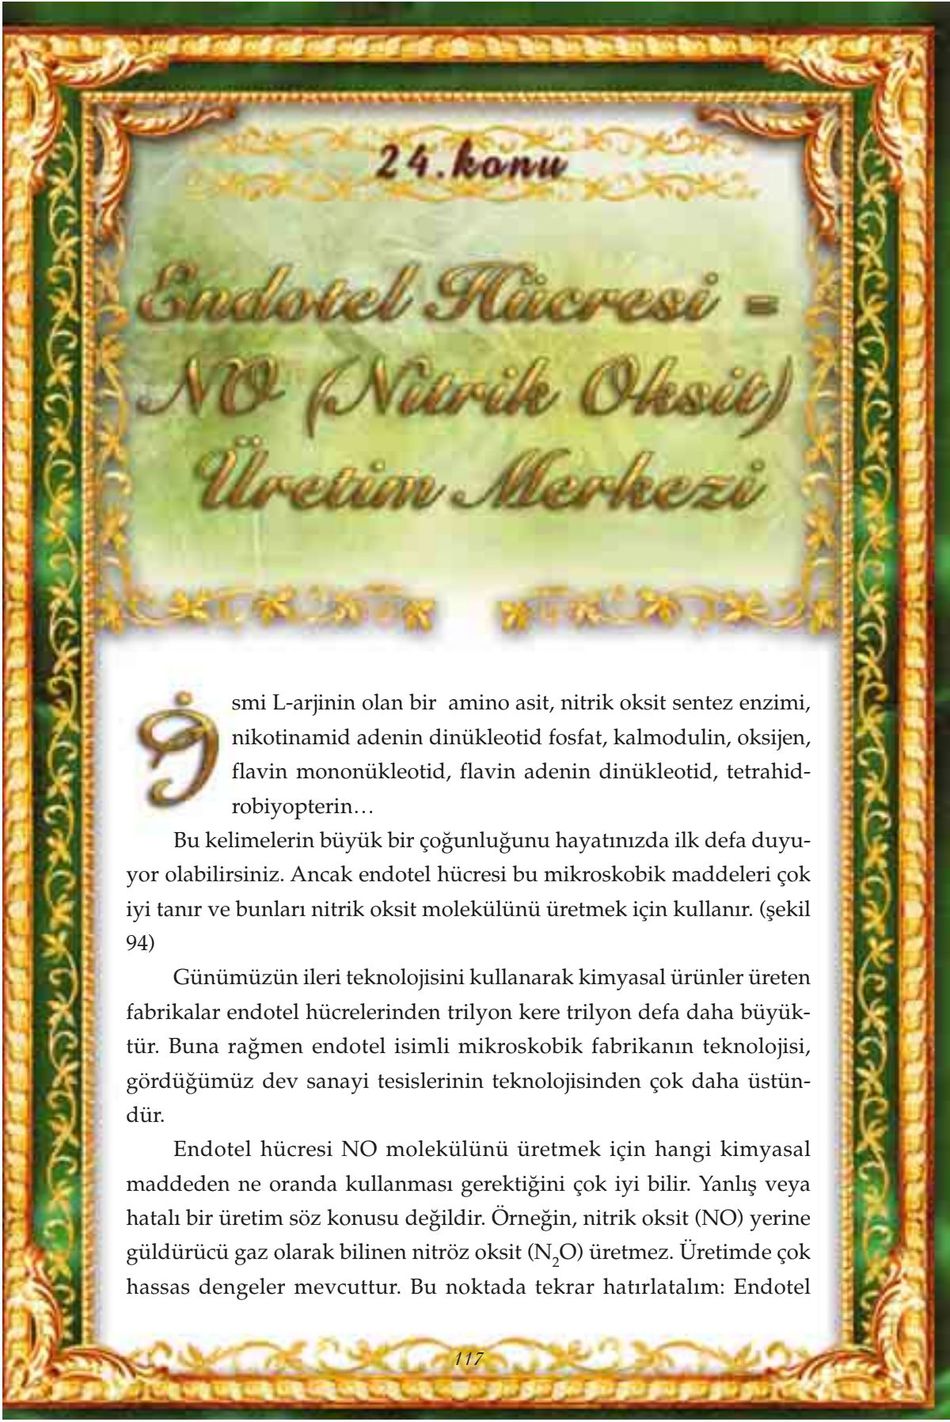 24.konu
Endotel Hücresi =
NO (Nitrik Oksit)
Üretim Merkezi
İsmi L-arjinin olan bir amino asit, nitrik oksit sentez enzimi,
nikotinamid adenin dinükleotid fosfat, kalmodulin, oksijen,
flavin mononükleotid, flavin adenin dinükleotid, tetrahid-
robiyopterin…
Bu kelimelerin büyük bir çoğunluğunu hayatınızda ilk defa duyu-
yor olabilirsiniz. Ancak endotel hücresi bu mikroskobik maddeleri çok
iyi tanır ve bunları nitrik oksit molekülünü üretmek için kullanır. (şekil
94)
Günümüzün ileri teknolojisini kullanarak kimyasal ürünler üreten
fabrikalar endotel hücrelerinden trilyon kere trilyon defa daha büyük-
tür. Buna rağmen endotel isimli mikroskobik fabrikanın teknolojisi,
gördüğümüz dev sanayi tesislerinin teknolojisinden çok daha üstün-
dür.
Endotel hücresi NO molekülünü üretmek için hangi kimyasal
maddeden ne oranda kullanması gerektiğini çok iyi bilir. Yanlış veya
hatalı bir üretim söz konusu değildir. Örneğin, nitrik oksit (NO) yerine
güldürücü gaz olarak bilinen nitröz oksit (N₂O) üretmez. Üretimde çok
hassas dengeler mevcuttur. Bu noktada tekrar hatırlatalım: Endotel
117